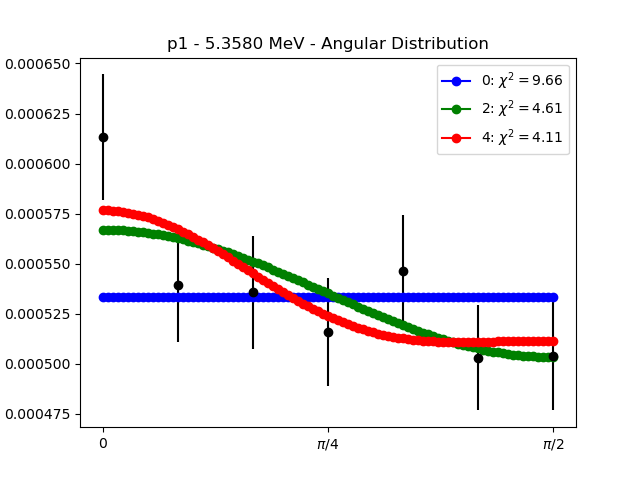 p1 - 5.3580 MeV - Angular Distribution
0.000650
0.000625
0.000600
0.000575
0.000550
0.000525
0.000500
0.000475
0: χ² = 9.66
2: χ² = 4.61
4: χ² = 4.11
0
π/4
π/2